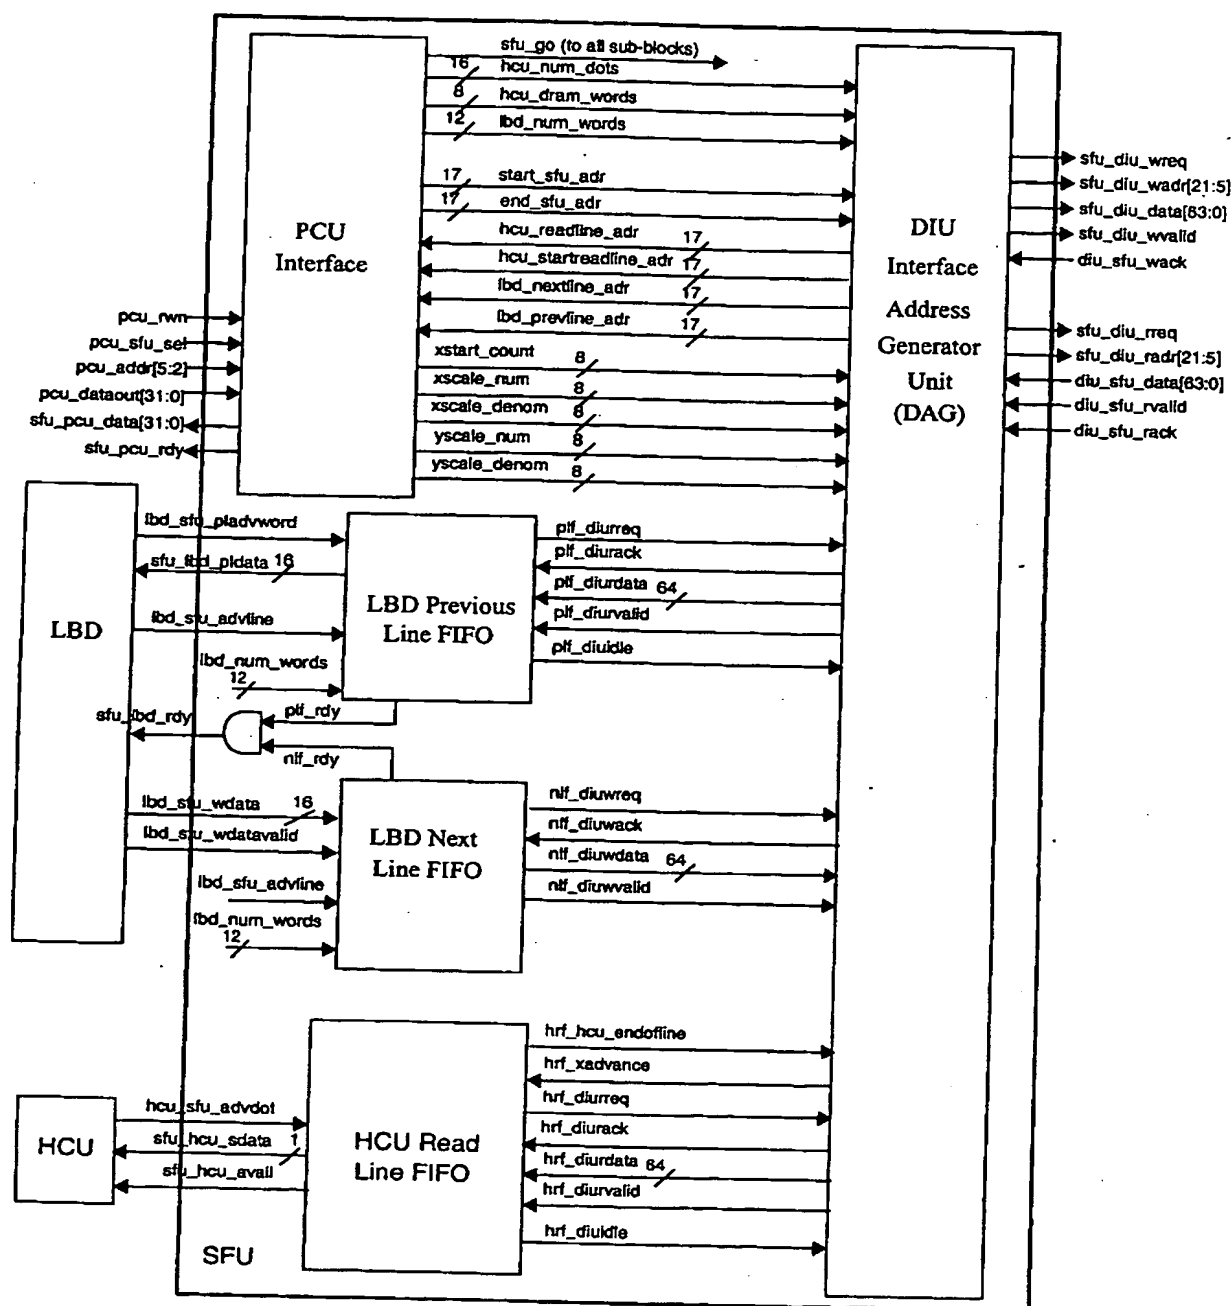 sfu_go (to all sub-blocks)
16 hcu_num_dots
8 hcu_dram_words
12 lbd_num_words
17 start_sfu_adr
17 end_sfu_adr
hcu_readline_adr 17
hcu_startreadline_adr 17
lbd_nextline_adr 17
lbd_prevline_adr 17
xstart_count 8
xscale_num 8
xscale_denom 8
yscale_num 8
yscale_denom 8
PCU
Interface
DIU
Interface
Address
Generator
Unit
(DAG)
sfu_diu_wreq
sfu_diu_wadr[21:5]
sfu_diu_data[63:0]
sfu_diu_wvalid
diu_sfu_wack
sfu_diu_rreq
sfu_diu_radr[21:5]
diu_sfu_data[63:0]
diu_sfu_rvalid
diu_sfu_rack
pcu_rwn
pcu_sfu_sel
pcu_addr[5:2]
pcu_dataout[31:0]
sfu_pcu_data[31:0]
sfu_pcu_rdy
LBD
lbd_sfu_pladvword
sfu_lbd_pldata 16
lbd_sfu_advline
lbd_num_words
12
LBD Previous
Line FIFO
plf_diurreq
plf_diurack
plf_diurdata 64
plf_diurvalid
plf_diuidle
sfu_lbd_rdy
plf_rdy
nlf_rdy
lbd_sfu_wdata 16
lbd_sfu_wdatavalid
lbd_sfu_advline
lbd_num_words
12
LBD Next
Line FIFO
nlf_diuwreq
nlf_diuwack
nlf_diuwdata 64
nlf_diuwvalid
HCU
hcu_sfu_advdot
sfu_hcu_sdata 1
sfu_hcu_avail
HCU Read
Line FIFO
hrf_hcu_endofline
hrf_xadvance
hrf_diurreq
hrf_diurack
hrf_diurdata 64
hrf_diurvalid
hrf_diuidle
SFU